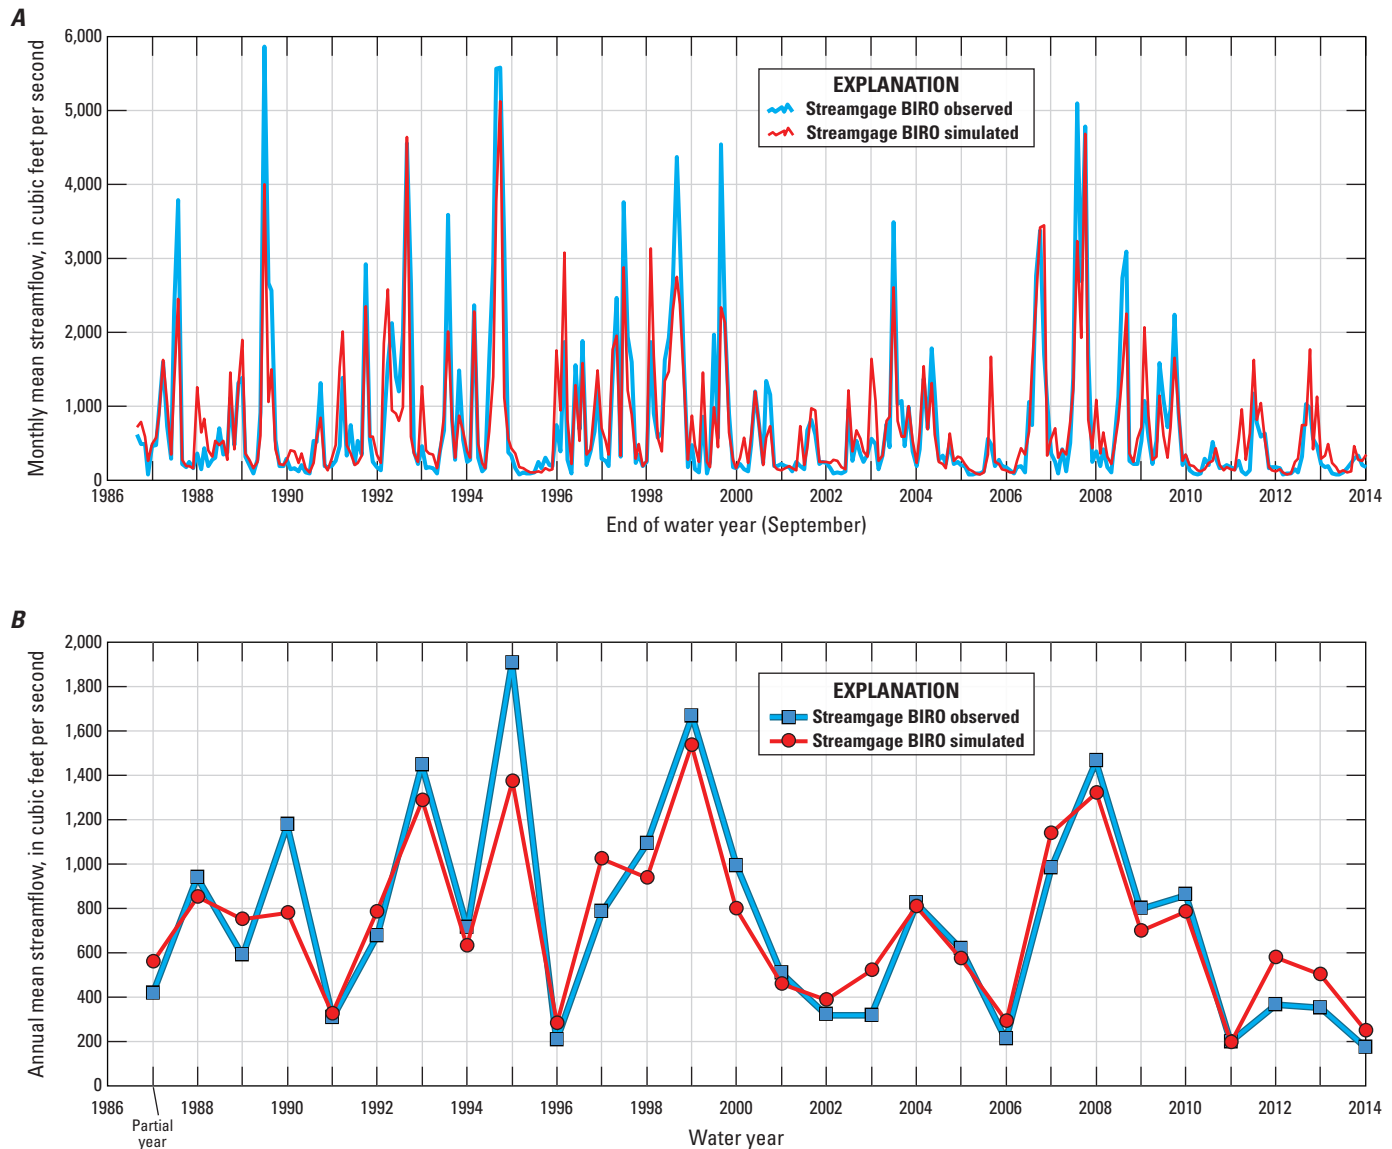 A
Monthly mean streamflow, in cubic feet per second
6,000
5,000
4,000
3,000
2,000
1,000
0
EXPLANATION
Streamgage BIRO observed
Streamgage BIRO simulated
1986 1988 1990 1992 1994 1996 1998 2000 2002 2004 2006 2008 2010 2012 2014
End of water year (September)
B
Annual mean streamflow, in cubic feet per second
2,000
1,800
1,600
1,400
1,200
1,000
800
600
400
200
0
EXPLANATION
Streamgage BIRO observed
Streamgage BIRO simulated
1986 1988 1990 1992 1994 1996 1998 2000 2002 2004 2006 2008 2010 2012 2014
Partial
year
Water year